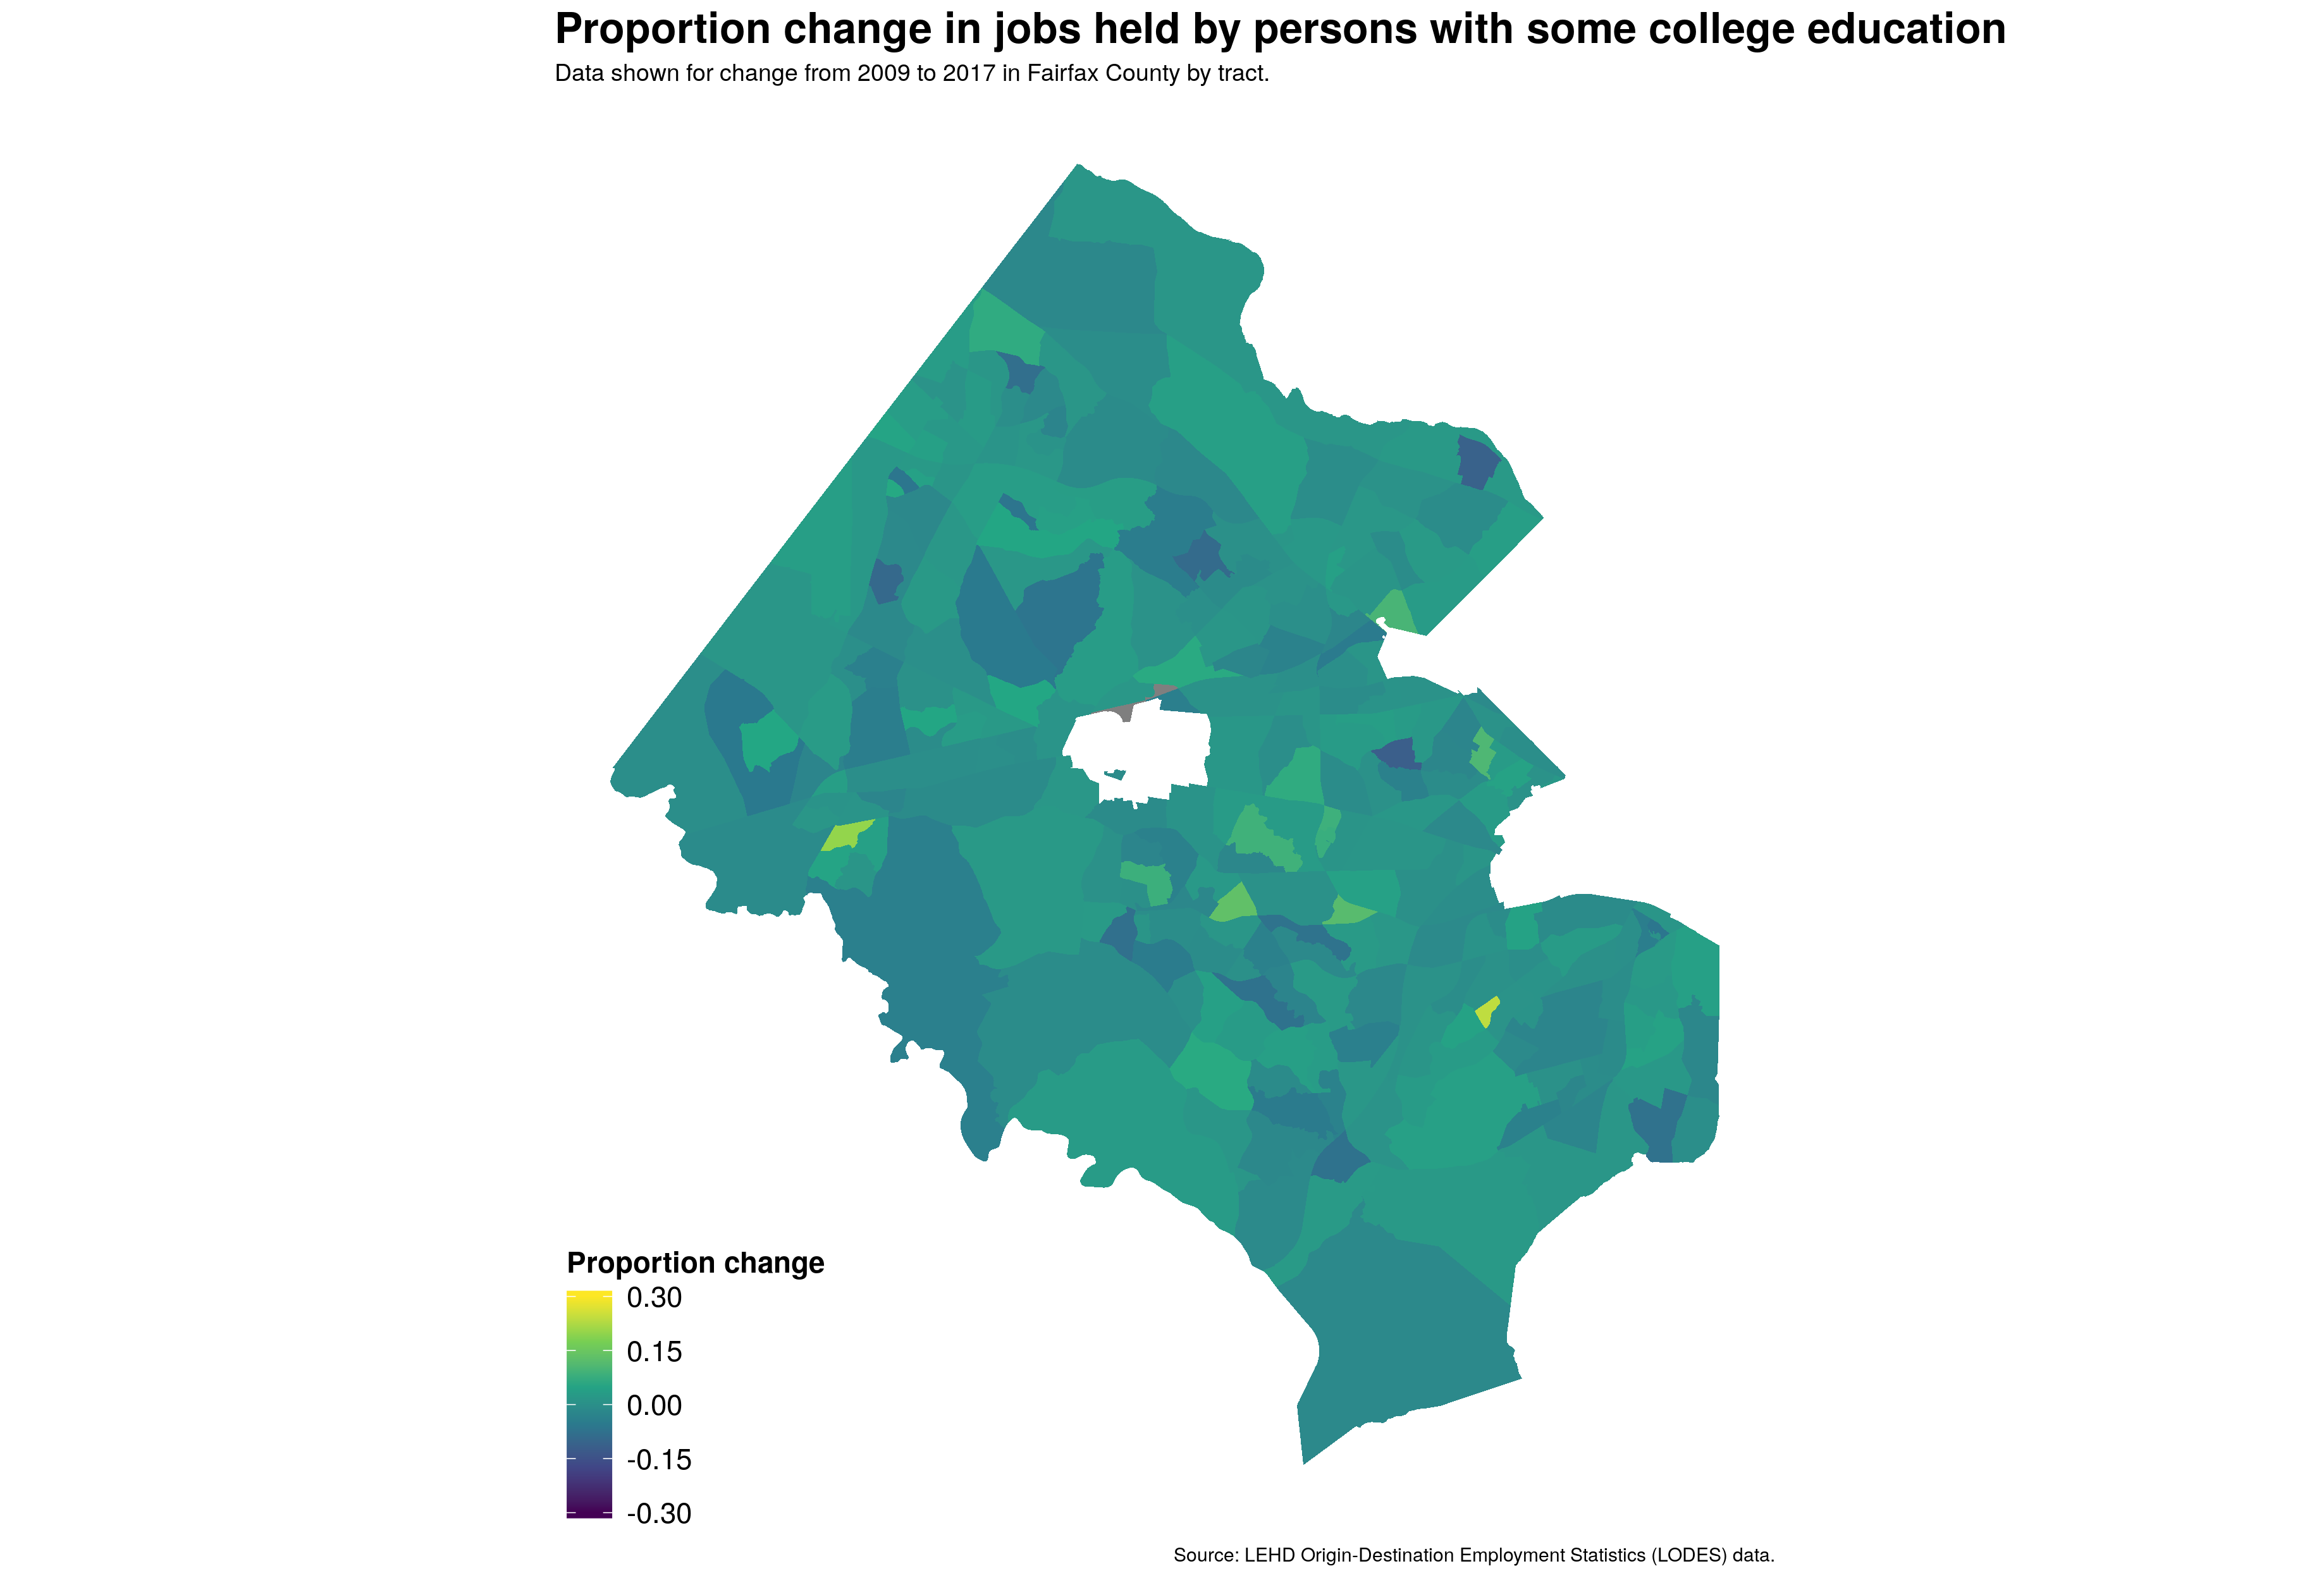 Proportion change in jobs held by persons with some college education
Data shown for change from 2009 to 2017 in Fairfax County by tract.
Proportion change
0.30
0.15
0.00
-0.15
-0.30
Source: LEHD Origin-Destination Employment Statistics (LODES) data.